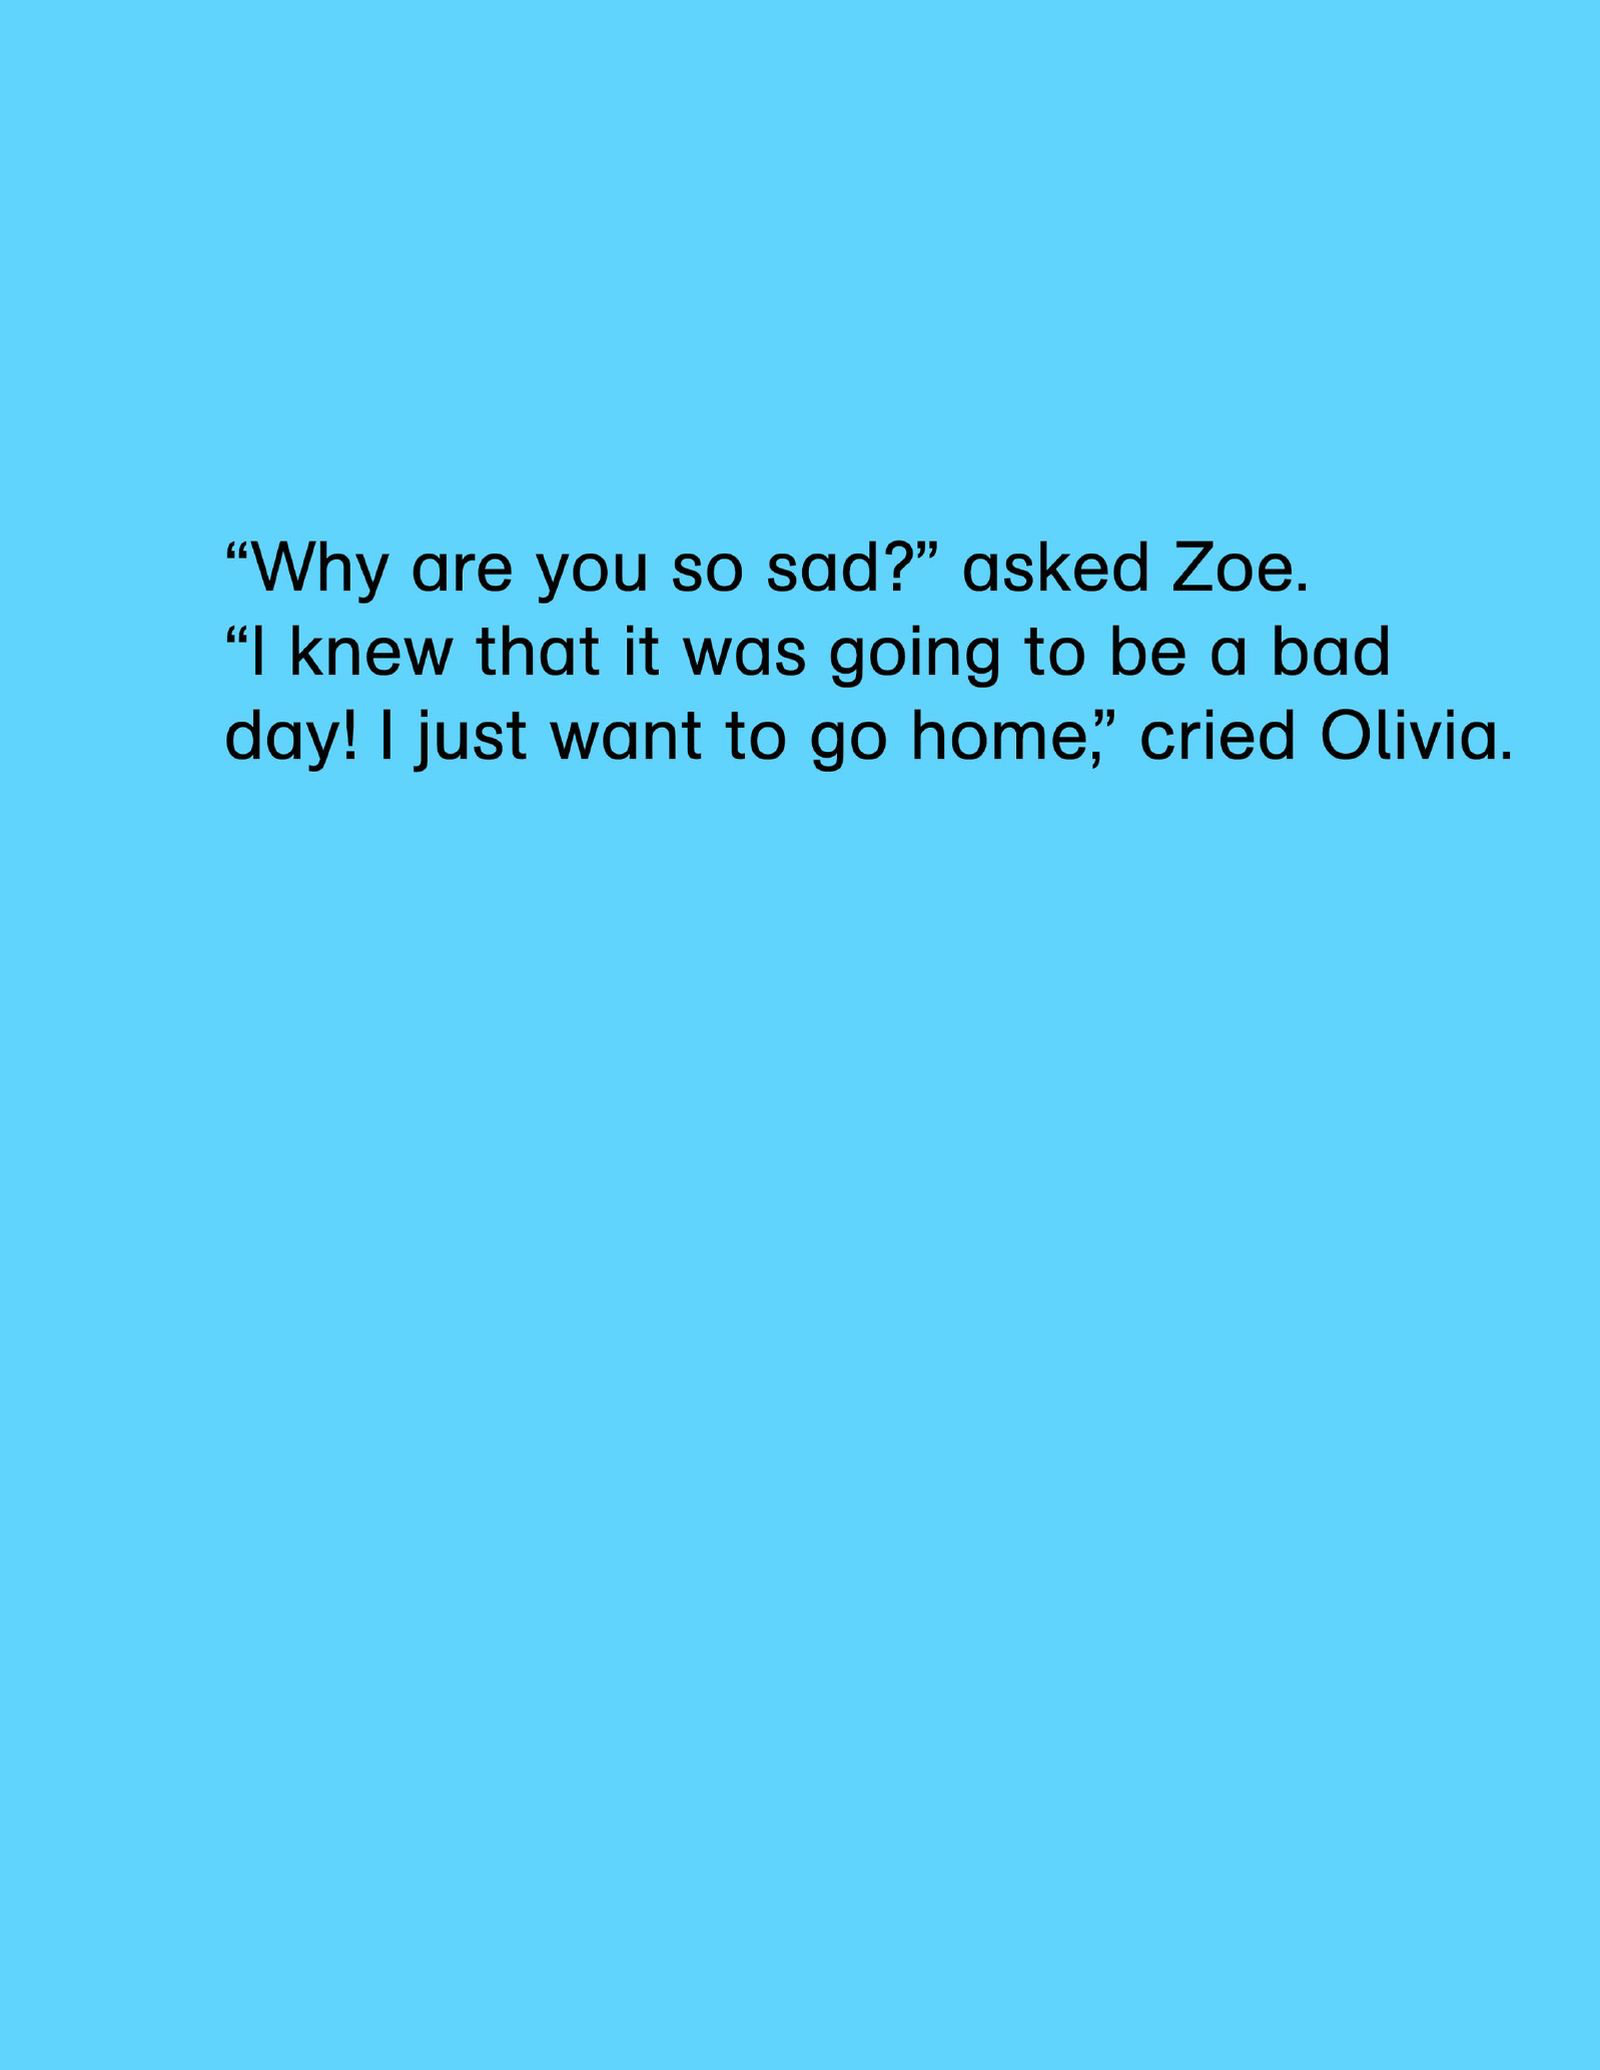 “Why are you so sad?” asked Zoe.
“I knew that it was going to be a bad
day! I just want to go home,” cried Olivia.